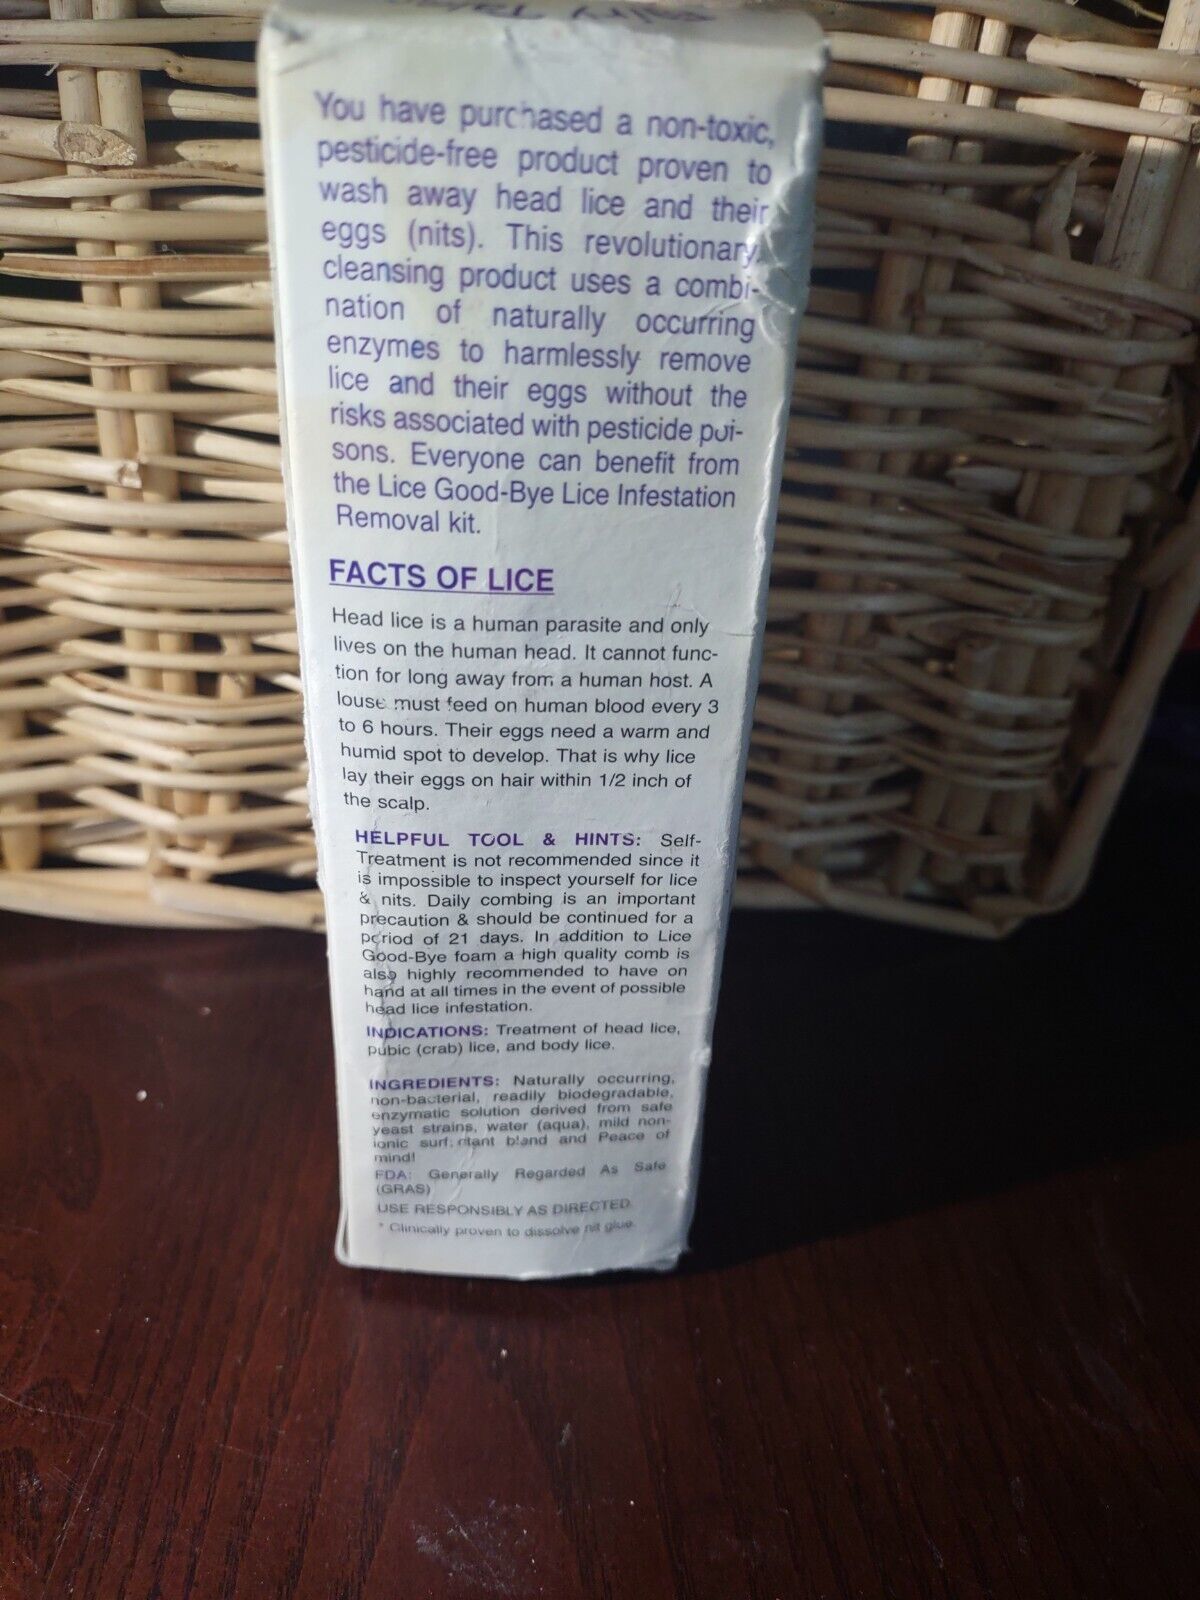 Fairy Tales
You have purchased a non-toxic,
pesticide-free product proven to
wash away head lice and their
eggs (nits). This revolutionary
cleansing product uses a combi-
nation of naturally occurring
enzymes to harmlessly remove
lice and their eggs without the
risks associated with pesticide poi-
sons. Everyone can benefit from
the Lice Good-Bye Lice Infestation
Removal kit.
FACTS OF LICE
Head lice is a human parasite and only
lives on the human head. It cannot func-
tion for long away from a human host. A
louse must feed on human blood every 3
to 6 hours. Their eggs need a warm and
humid spot to develop. That is why lice
lay their eggs on hair within 1/2 inch of
the scalp.
HELPFUL TOOL & HINTS: Self-
Treatment is not recommended since it
is impossible to inspect yourself for lice
& nits. Daily combing is an important
precaution & should be continued for a
period of 21 days. In addition to Lice
Good-Bye foam a high quality comb is
also highly recommended to have on
hand at all times in the event of possible
head lice infestation.
INDICATIONS: Treatment of head lice,
pubic (crab) lice, and body lice.
INGREDIENTS: Naturally occurring,
non-bacterial, readily biodegradable,
enzymatic solution derived from safe
yeast strains, water (aqua), mild non-
ionic surfactant blend and Peace of
mind!
FDA: Generally Regarded As Safe
(GRAS)
USE RESPONSIBLY AS DIRECTED.
* Clinically proven to dissolve nit glue.